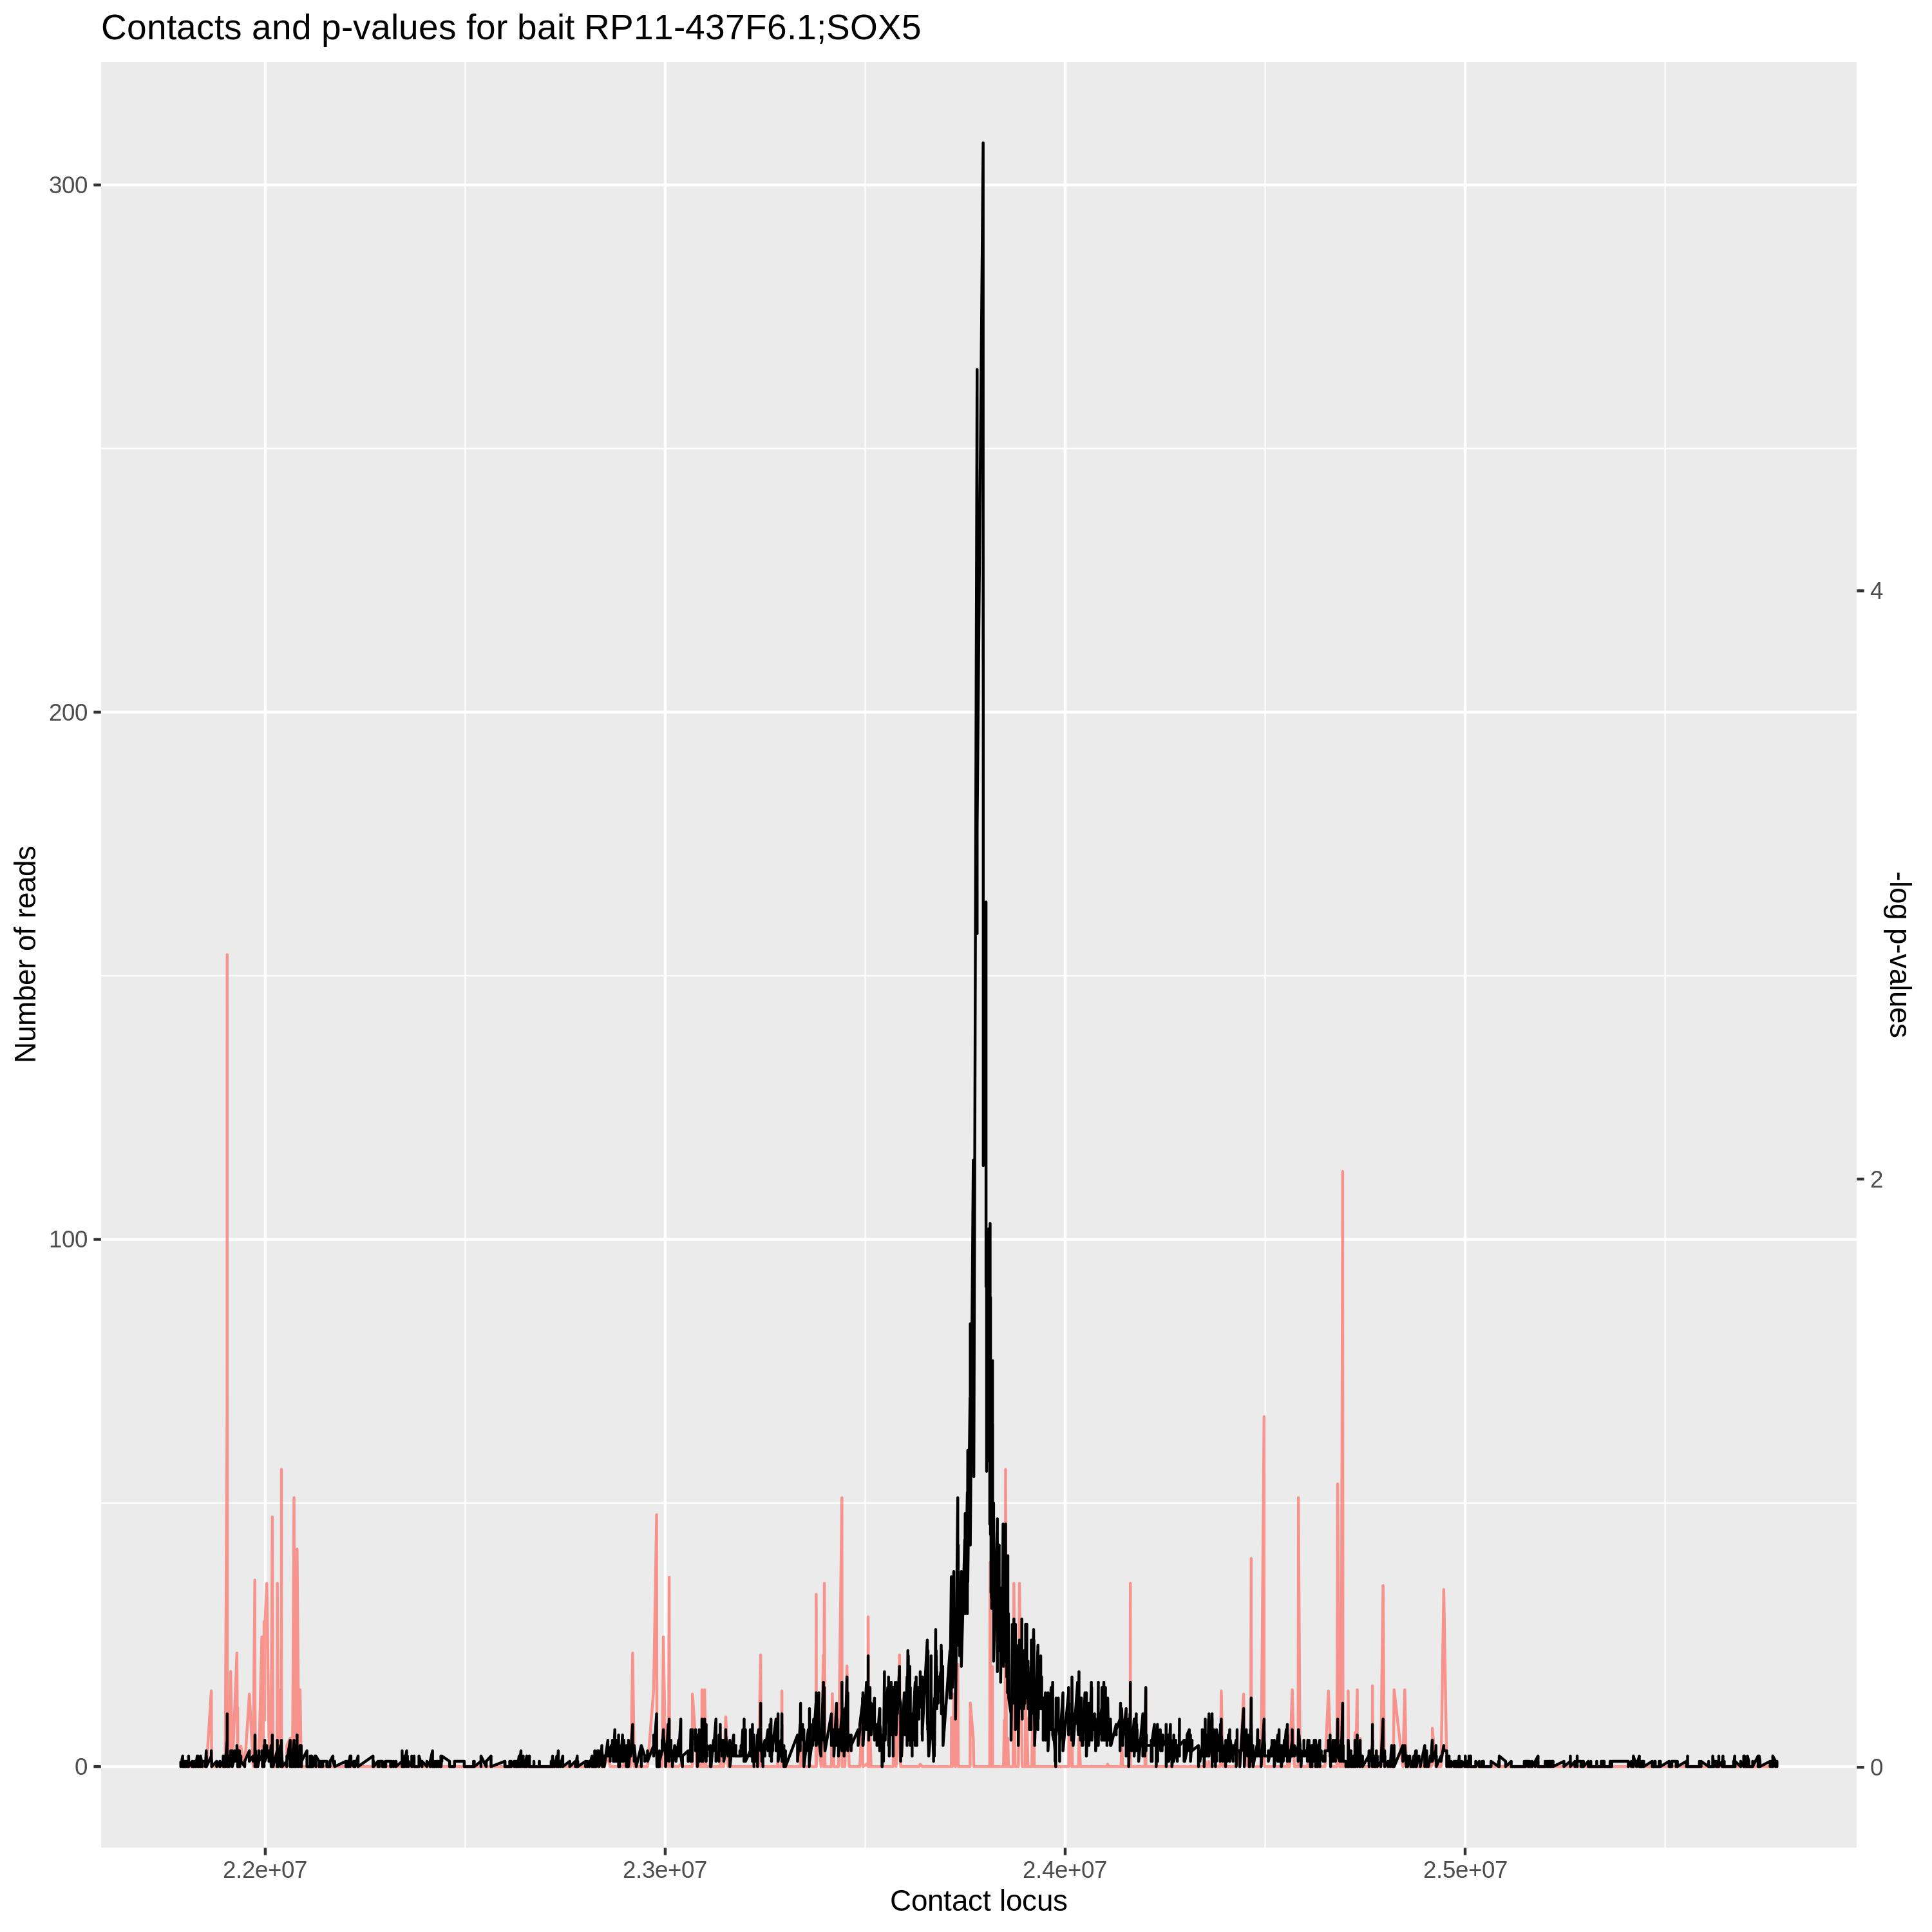 Contacts and p-values for bait RP11-437F6.1;SOX5
300
200
100
0
Number of reads
4
2
0
-log p-values
2.2e+07
2.3e+07
2.4e+07
2.5e+07
Contact locus